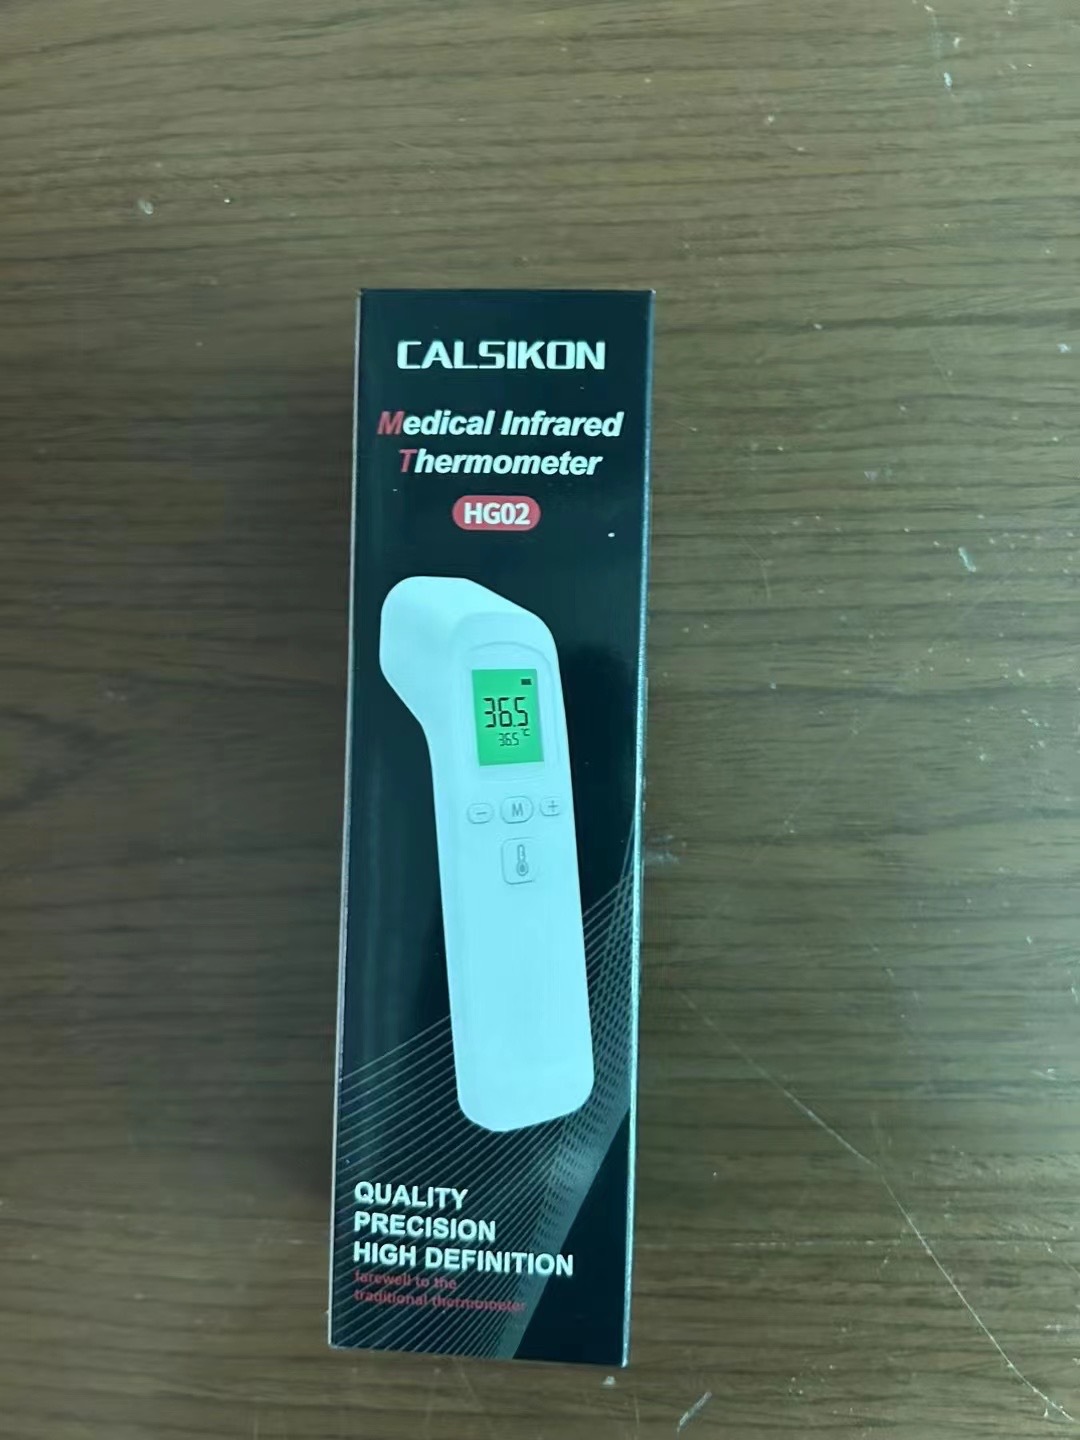 CALSIKON
Medical Infrared
Thermometer
HG02
36.5
36.5 °C
− M +
QUALITY
PRECISION
HIGH DEFINITION
farewell to the
traditional thermometer